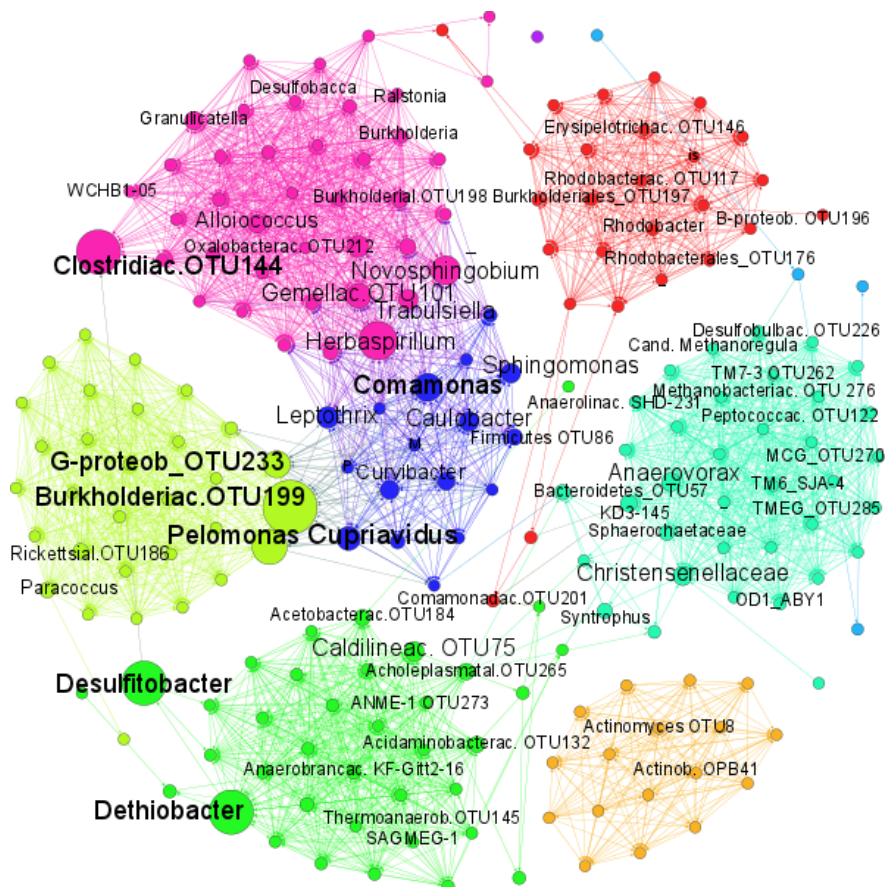 Desulfobacca
Ralstonia
Granulicatella
Burkholderia
Erysipelotrichac. OTU146
is
WCHB1-05
Burkholderial.OTU198
Rhodobacterac. OTU117
Burkholderiales_OTU197
Alloiococcus
Rhodobacter
B-proteob. OTU196
Oxalobacterac. OTU212
_
Clostridiac.OTU144
Novosphingobium
Rhodobacterales_OTU176
_
Gemellac.OTU101
Trabulsiella
Herbaspirillum
Desulfobulbac. OTU226
Cand. Methanoregula
Sphingomonas
TM7-3 OTU262
Comamonas
Methanobacteriac. OTU 276
Anaerolinac. SHD-231
Leptothrix
Caulobacter
Peptococcac. OTU122
Firmicutes OTU86
M
G-proteob_OTU233
P
Curvibacter
MCG_OTU270
Anaerovorax
Burkholderiac.OTU199
Bacteroidetes_OTU57
TM6_SJA-4
_
KD3-145
TMEG_OTU285
Pelomonas Cupriavidus
Sphaerochaetaceae
Rickettsial.OTU186
Christensenellaceae
Paracoccus
Comamonadac.OTU201
OD1_ABY1
Acetobacterac.OTU184
Syntrophus
Caldilineac. OTU75
Acholeplasmatal.OTU265
Desulfitobacter
ANME-1 OTU273
Actinomyces OTU8
Acidaminobacterac. OTU132
Anaerobrancac. KF-Gitt2-16
Actinob. OPB41
Dethiobacter
Thermoanaerob.OTU145
SAGMEG-1